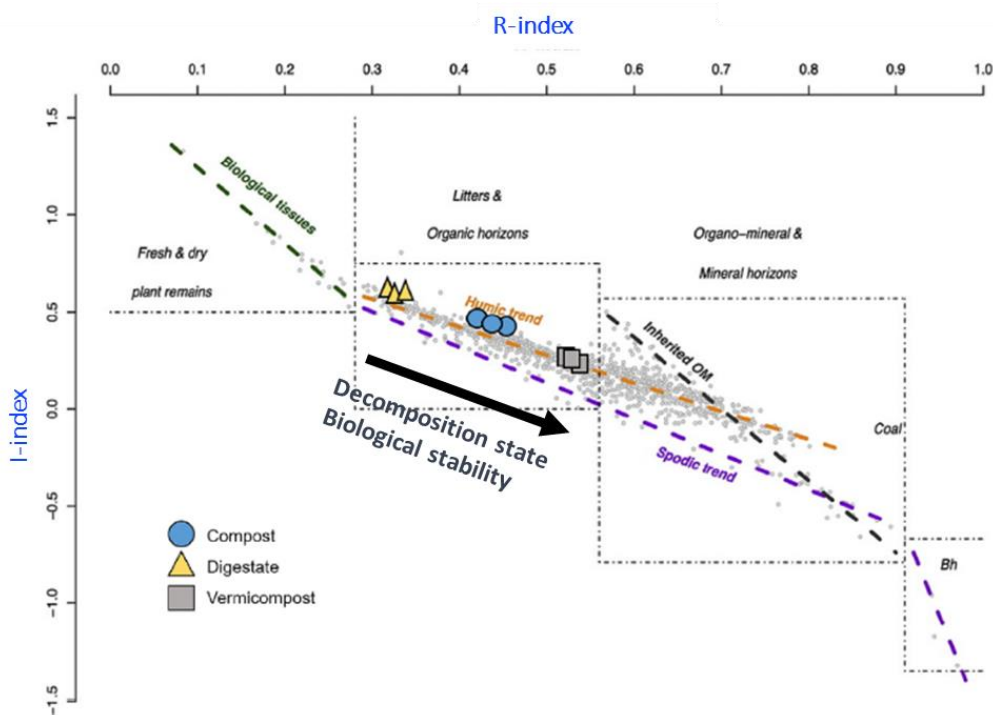 R-index
0.0 0.1 0.2 0.3 0.4 0.5 0.6 0.7 0.8 0.9 1.0
I-index
1.5
1.0
0.5
0.0
-0.5
-1.0
-1.5
Biological tissues
Fresh & dry
plant remains
Litters &
Organic horizons
Organo-mineral &
Mineral horizons
Humic trend
Inherited OM
Spodic trend
Coal
Bh
Decomposition state
Biological stability
Compost
Digestate
Vermicompost